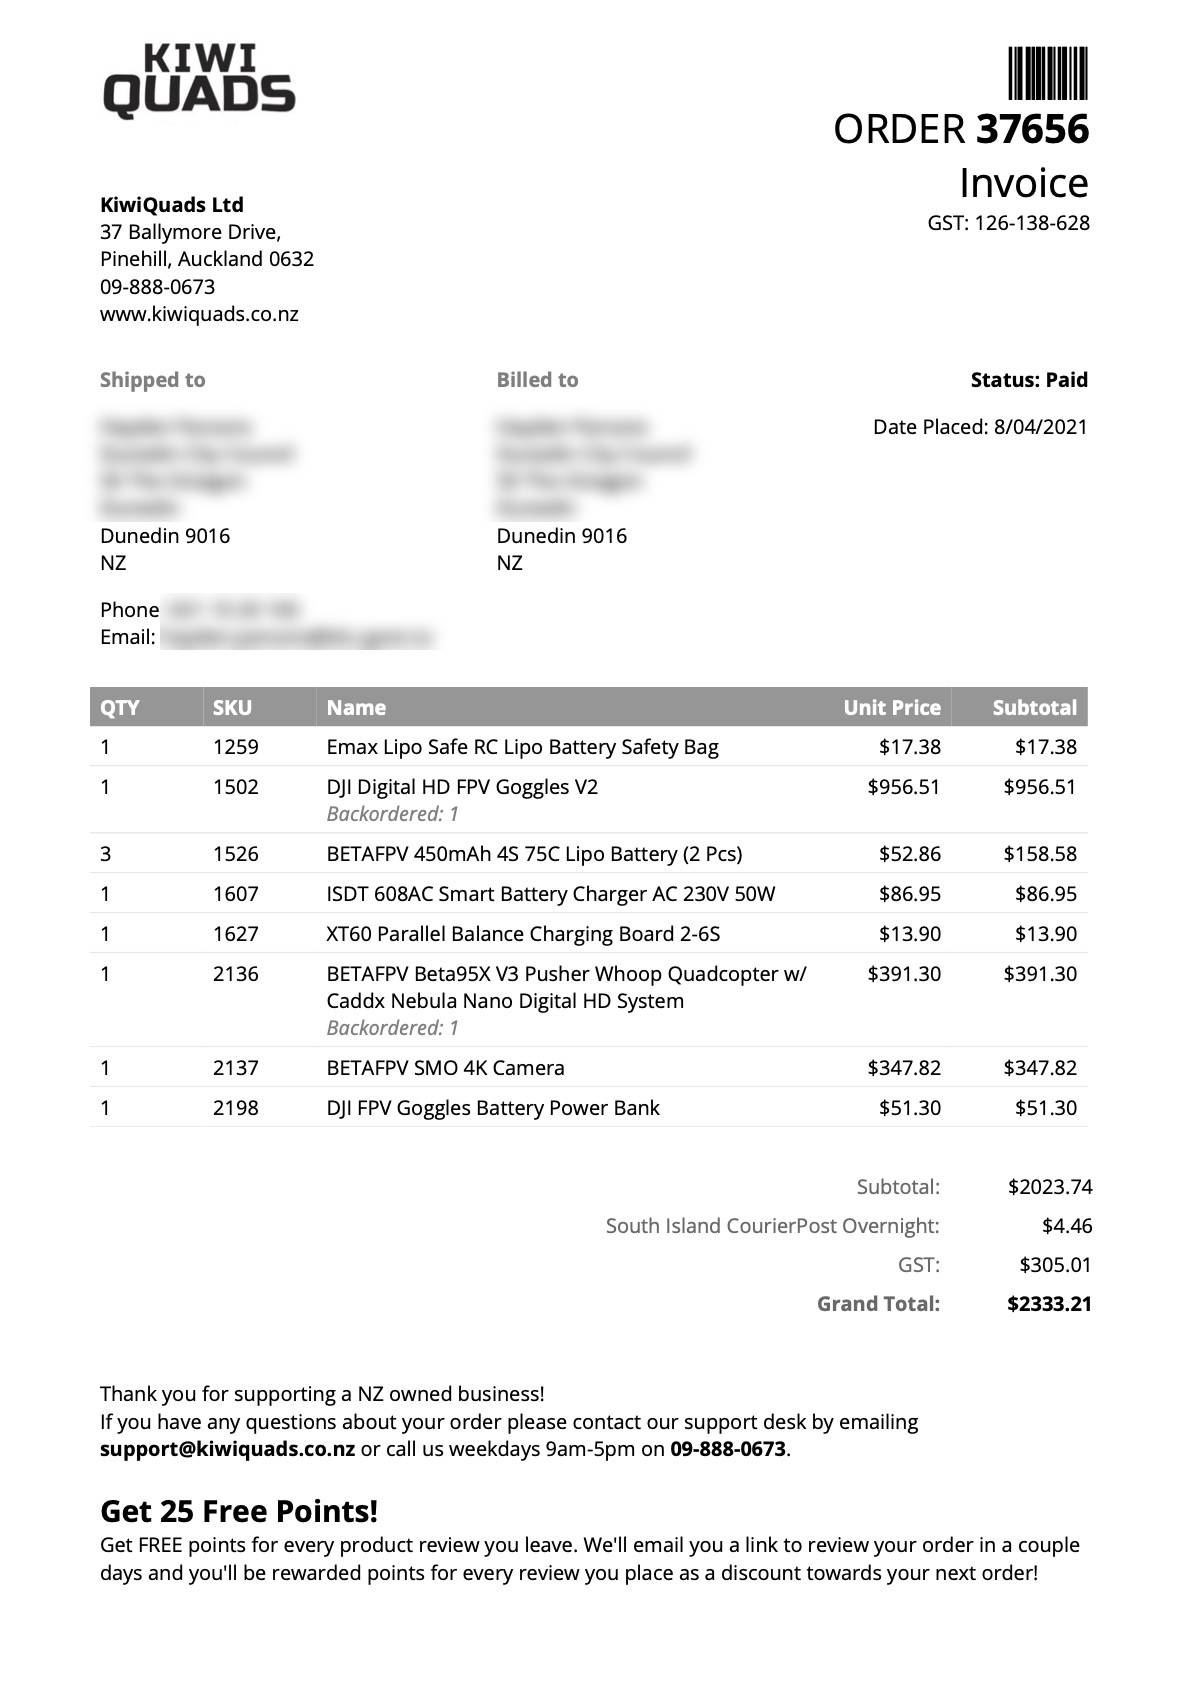 KIWI
QUADS
ORDER 37656
Invoice
GST: 126-138-628
KiwiQuads Ltd
37 Ballymore Drive,
Pinehill, Auckland 0632
09-888-0673
www.kiwiquads.co.nz
Shipped to
Dunedin 9016
NZ
Phone
Email:
Billed to
Dunedin 9016
NZ
Status: Paid
Date Placed: 8/04/2021
QTY SKU Name Unit Price Subtotal
1 1259 Emax Lipo Safe RC Lipo Battery Safety Bag $17.38 $17.38
1 1502 DJI Digital HD FPV Goggles V2 $956.51 $956.51
Backordered: 1
3 1526 BETAFPV 450mAh 4S 75C Lipo Battery (2 Pcs) $52.86 $158.58
1 1607 ISDT 608AC Smart Battery Charger AC 230V 50W $86.95 $86.95
1 1627 XT60 Parallel Balance Charging Board 2-6S $13.90 $13.90
1 2136 BETAFPV Beta95X V3 Pusher Whoop Quadcopter w/ $391.30 $391.30
Caddx Nebula Nano Digital HD System
Backordered: 1
1 2137 BETAFPV SMO 4K Camera $347.82 $347.82
1 2198 DJI FPV Goggles Battery Power Bank $51.30 $51.30
Subtotal: $2023.74
South Island CourierPost Overnight: $4.46
GST: $305.01
Grand Total: $2333.21
Thank you for supporting a NZ owned business!
If you have any questions about your order please contact our support desk by emailing
support@kiwiquads.co.nz or call us weekdays 9am-5pm on 09-888-0673.
Get 25 Free Points!
Get FREE points for every product review you leave. We'll email you a link to review your order in a couple
days and you'll be rewarded points for every review you place as a discount towards your next order!